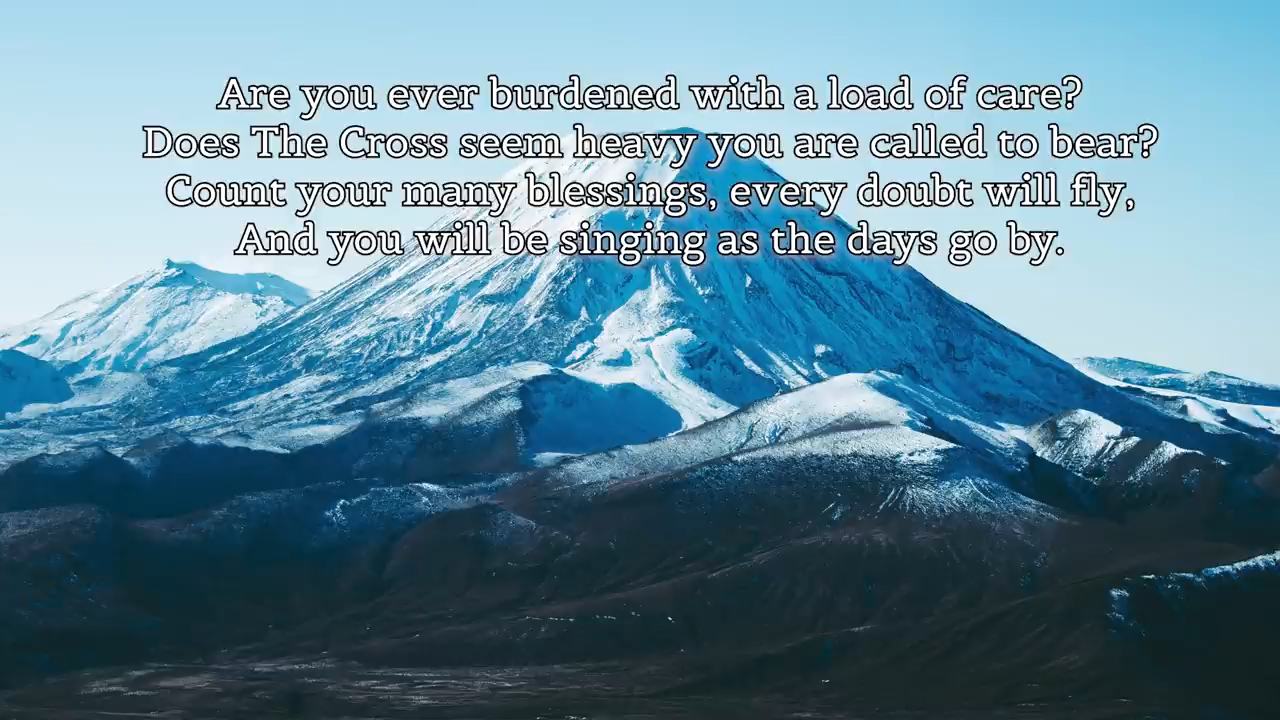 Are you ever burdened with a load of care?
Does The Cross seem heavy you are called to bear?
Count your many blessings, every doubt will fly,
And you will be singing as the days go by.